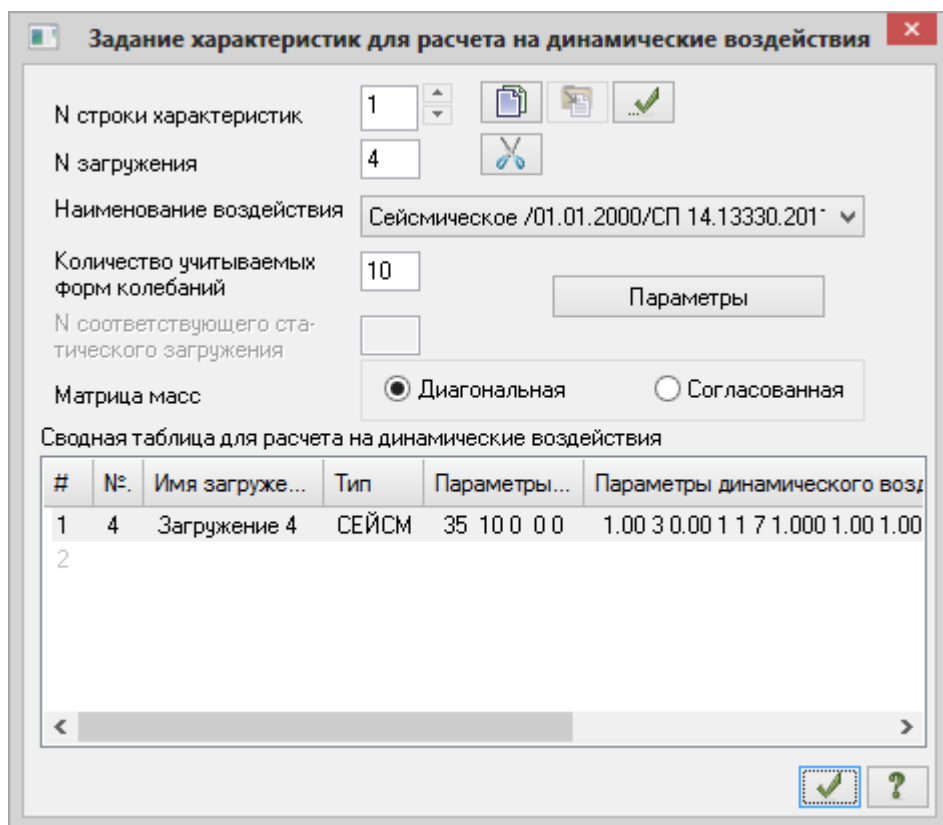 Задание характеристик для расчета на динамические воздействия
N строки характеристик 1
N загружения 4
Наименование воздействия Сейсмическое /01.01.2000/СП 14.13330.201
Количество учитываемых
форм колебаний 10
Параметры
N соответствующего ста-
тического загружения
Матрица масс Диагональная Согласованная
Сводная таблица для расчета на динамические воздействия
# №. Имя загруже... Тип Параметры... Параметры динамического возд
1 4 Загружение 4 СЕЙСМ 35 10 0 0 0 1.00 3 0.00 1 1 7 1.000 1.00 1.00
2